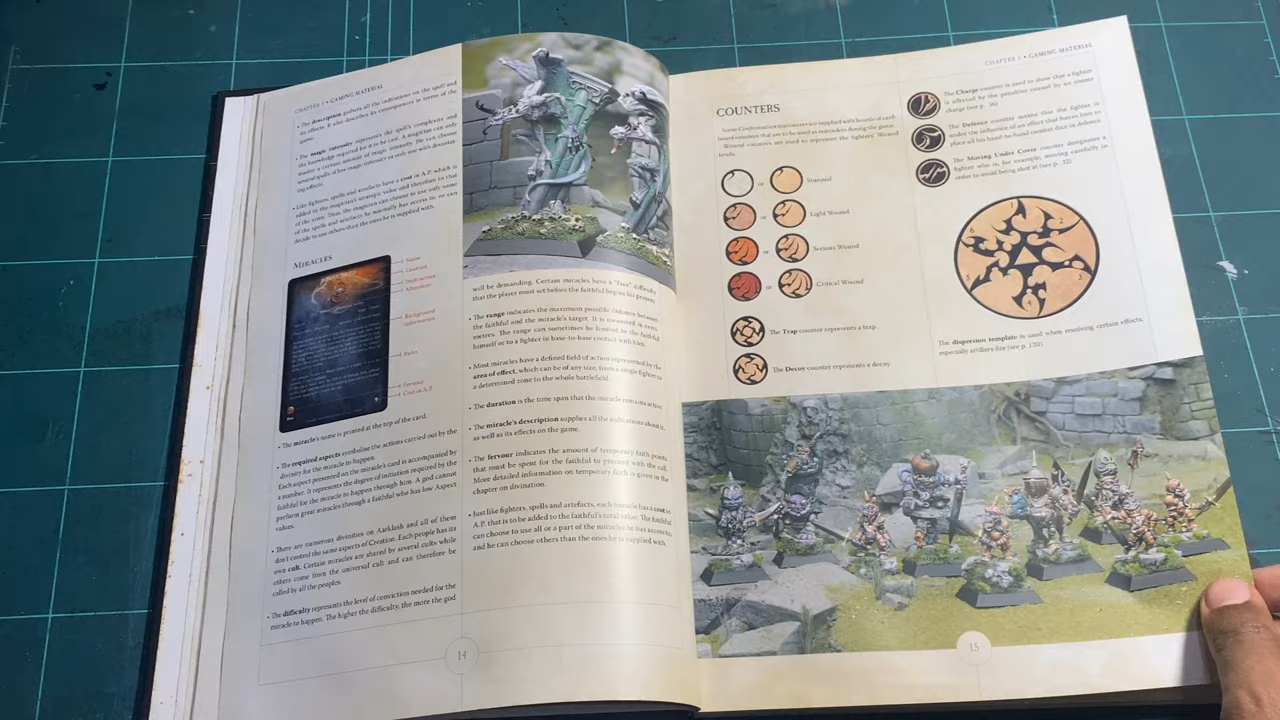 CHAPTER 1 • GAMING MATERIAL
• The description gathers all the indications on the spell and
its effects. It also describes its consequences in terms of the
game.
• The magic intensity represents the spell's complexity and
the knowledge required for it to be cast. A magician can only
master a certain amount of magic intensity. He can choose
several spells of low magic intensity or only one with devastat-
ing effects.
• Like fighters, spells and artefacts have a cost in A.P. which is
added to the magician's strategic value and therefore to that
of the army. Thus the magician can choose to use only some
of the spells and artefacts he normally has access to, or can
decide to use others than the ones he is supplied with.
MIRACLES
Name
Creation
Destruction
Alteration
Background
information
Rules
Fervour
Cost in A.P.
• The miracle's name is printed at the top of the card.
• The required aspects symbolise the actions carried out by the
divinity for the miracle to happen.
Each aspect presented on the miracle's card is accompanied by
a number. It represents the degree of initiation required by the
faithful for the miracle to happen through him. A god cannot
perform great miracles through a faithful who has low Aspect
values.
• There are numerous divinities on Aarklash and all of them
don't control the same aspects of Creation. Each people has its
own cult. Certain miracles are shared by several cults while
others come from the universal cult and can therefore be
called by all the peoples.
• The difficulty represents the level of conviction needed for the
miracle to happen. The higher the difficulty, the more the god
will be demanding. Certain miracles have a "free" difficulty
that the player must set before the faithful begins his prayers.
• The range indicates the maximum possible distance between
the faithful and the miracle's target. It is measured in centi-
metres. The range can sometimes be limited to the faithful
himself or to a fighter in base-to-base contact with him.
• Most miracles have a defined field of action represented by the
area of effect, which can be of any size, from a single fighter to
a determined zone to the whole battlefield.
• The duration is the time span that the miracle remains active.
• The miracle's description supplies all the indications about it,
as well as its effects on the game.
• The fervour indicates the amount of temporary faith points
that must be spent for the faithful to proceed with the call.
More detailed information on temporary faith is given in the
chapter on divination.
• Just like fighters, spells and artefacts, each miracle has a cost in
A.P. that is to be added to the faithful's total value. The faithful
can choose to use all or a part of the miracles he has access to,
and he can choose others than the ones he is supplied with.
14
CHAPTER 1 • GAMING MATERIAL
COUNTERS
Some Confrontation miniatures are supplied with boards of card-
board counters that are to be used as reminders during the game.
Wound counters are used to represent the fighters' Wound
levels.
or Stunned
or Light Wound
or Serious Wound
or Critical Wound
The Trap counter represents a trap.
The Decoy counter represents a decoy.
The Charge counter is used to show that a fighter
is affected by the penalties caused by no count
charge (see p. 56)
The Defence counter means that the fighter is
under the influence of an effect that forces him to
place all his hand-to-hand combat dice in defence.
The Moving Under Cover counter designates a
fighter who is, for example, moving carefully in
order to avoid being shot at (see p. 32)
The dispersion template is used when resolving certain effects,
especially artillery fire (see p. 120)
15